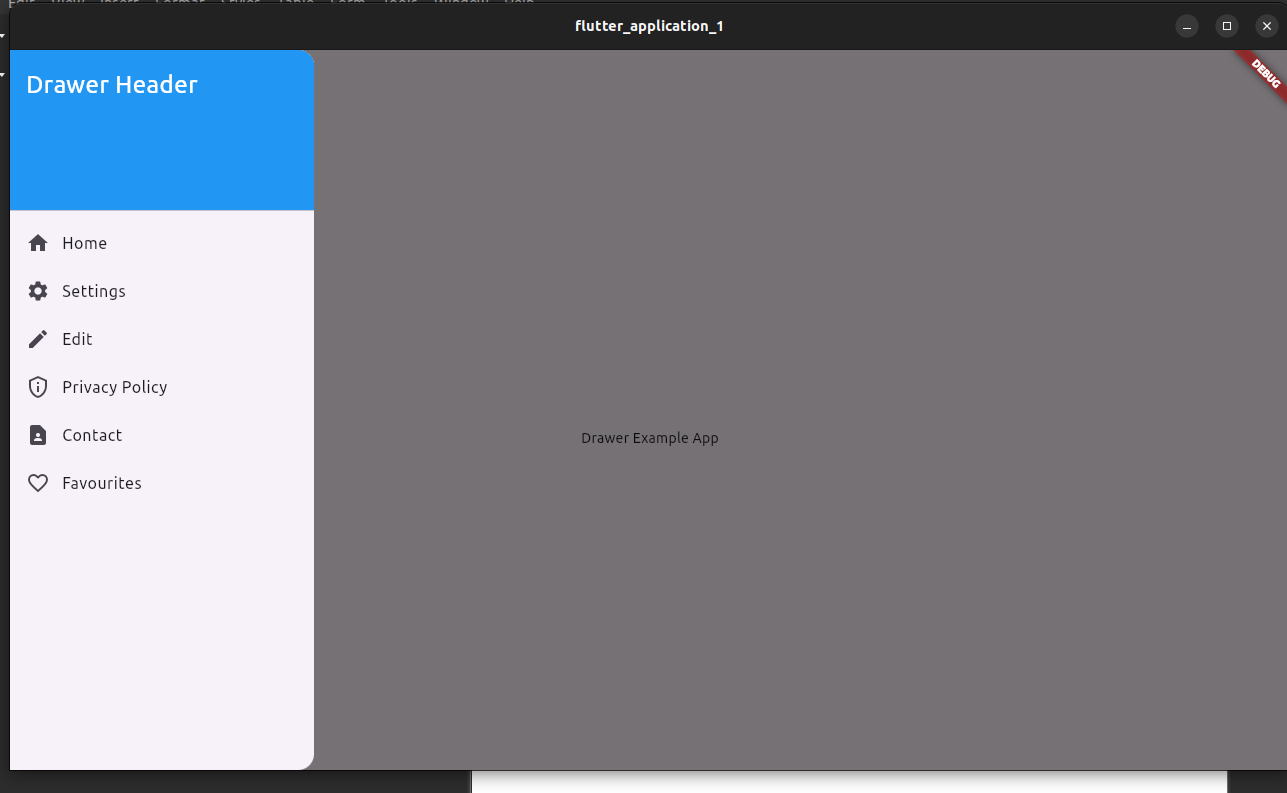 flutter_application_1
DEBUG
Drawer Header
Home
Settings
Edit
Privacy Policy
Contact
Favourites
Drawer Example App